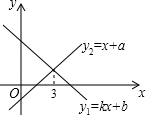 y
y₂=x+a
O
3
x
y₁=kx+b